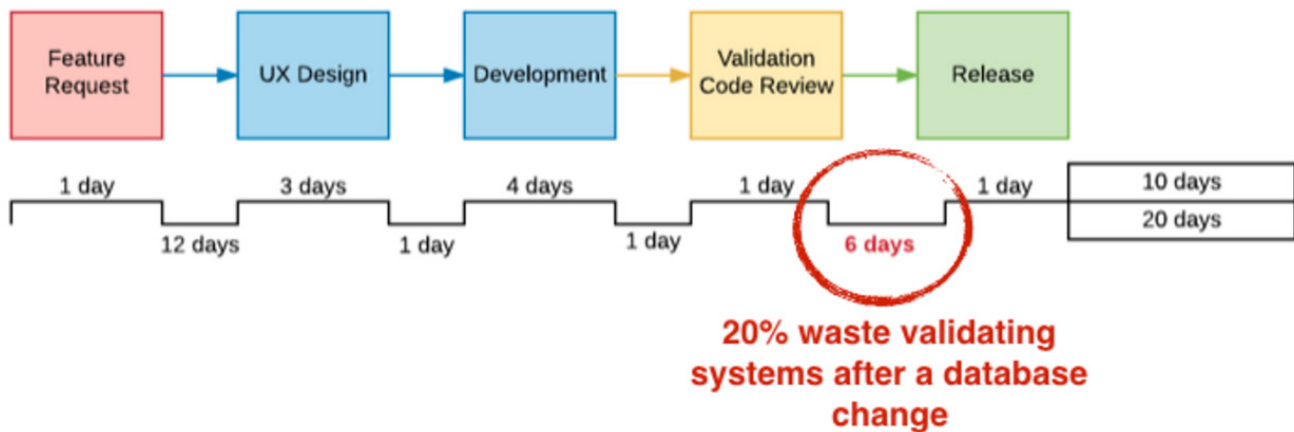 Feature
Request
UX Design
Development
Validation
Code Review
Release
1 day
3 days
4 days
1 day
1 day
10 days
12 days
1 day
1 day
6 days
20 days
20% waste validating
systems after a database
change